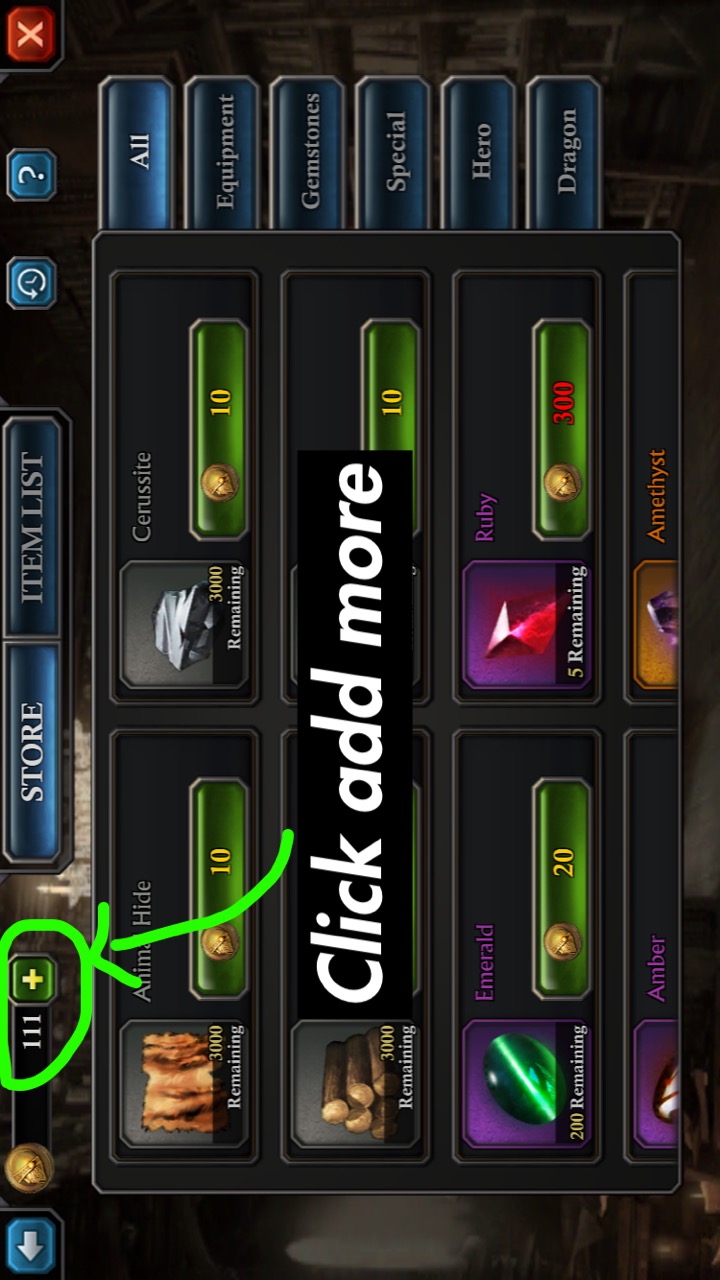 111
STORE
ITEM LIST
?
X
Animal Hide
10
3000
Remaining
Cerussite
10
3000
Remaining
All
Equipment
Gemstones
Special
Hero
Dragon
3000
Remaining
Click add more
10
Emerald
20
200 Remaining
Ruby
300
5 Remaining
Amber
Amethyst